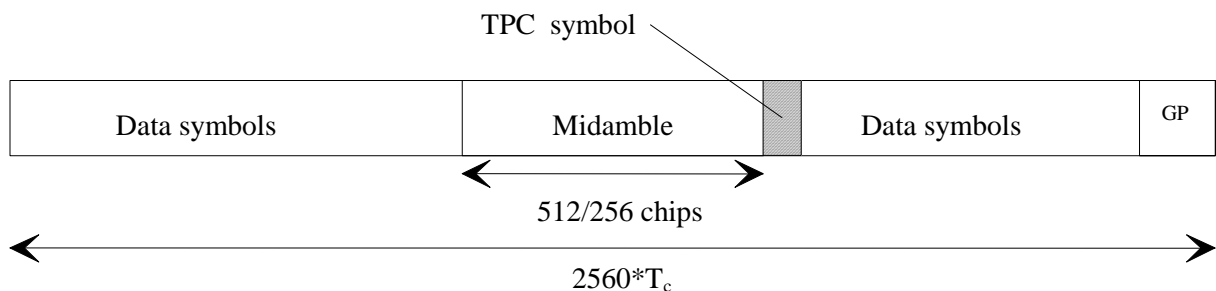 TPC symbol
Data symbols
Midamble
Data symbols
GP
512/256 chips
2560*Tc